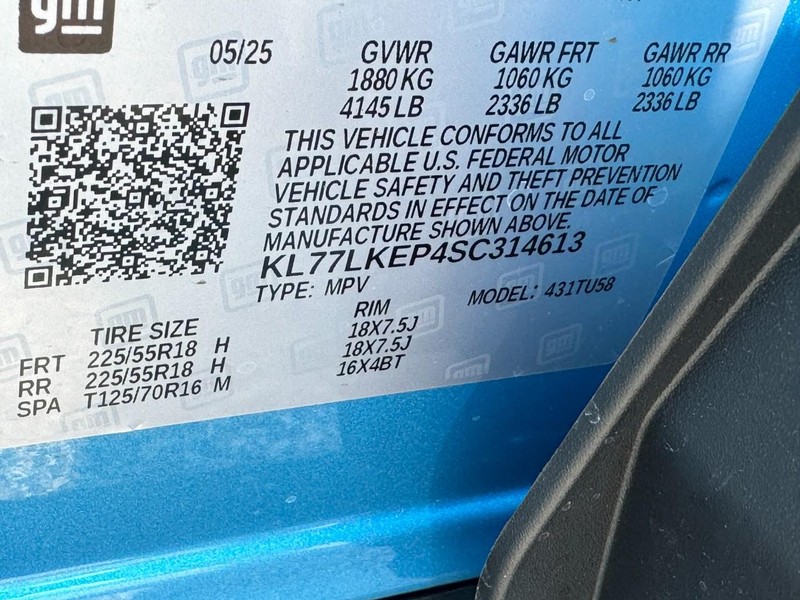 gm
05/25 GVWR GAWR FRT GAWR RR
1880 KG 1060 KG 1060 KG
4145 LB 2336 LB 2336 LB
THIS VEHICLE CONFORMS TO ALL
APPLICABLE U.S. FEDERAL MOTOR
VEHICLE SAFETY AND THEFT PREVENTION
STANDARDS IN EFFECT ON THE DATE OF
MANUFACTURE SHOWN ABOVE.
KL77LKEP4SC314613
TYPE: MPV MODEL: 431TU58
TIRE SIZE RIM
FRT 225/55R18 H 18X7.5J
RR 225/55R18 H 18X7.5J
SPA T125/70R16 M 16X4BT